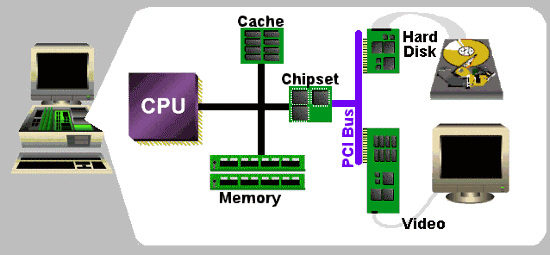 Cache
Hard
Disk
Chipset
CPU
PCI Bus
Memory
Video